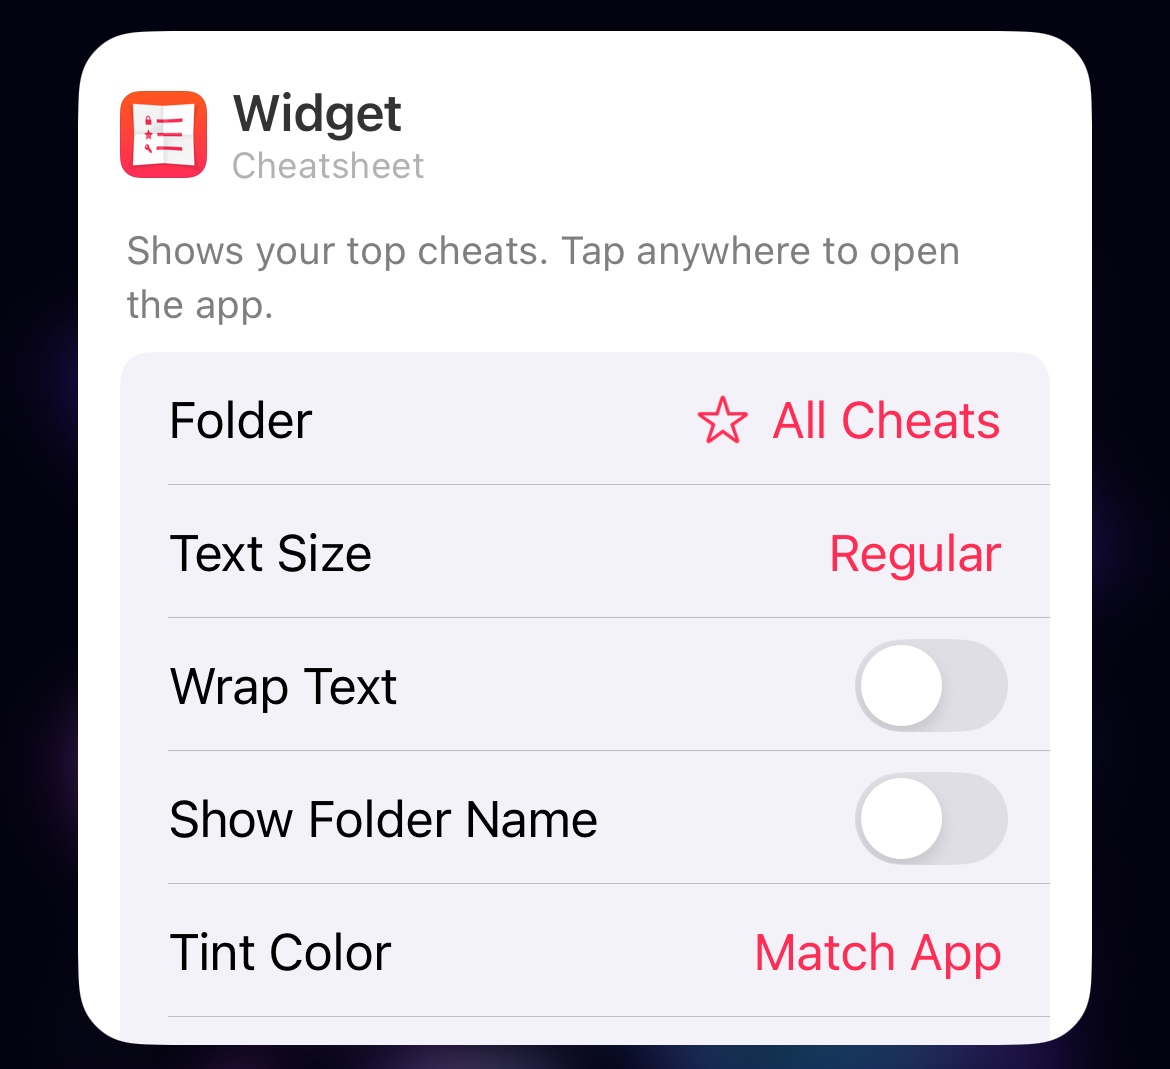 Widget
Cheatsheet
Shows your top cheats. Tap anywhere to open
the app.
Folder All Cheats
Text Size Regular
Wrap Text
Show Folder Name
Tint Color Match App